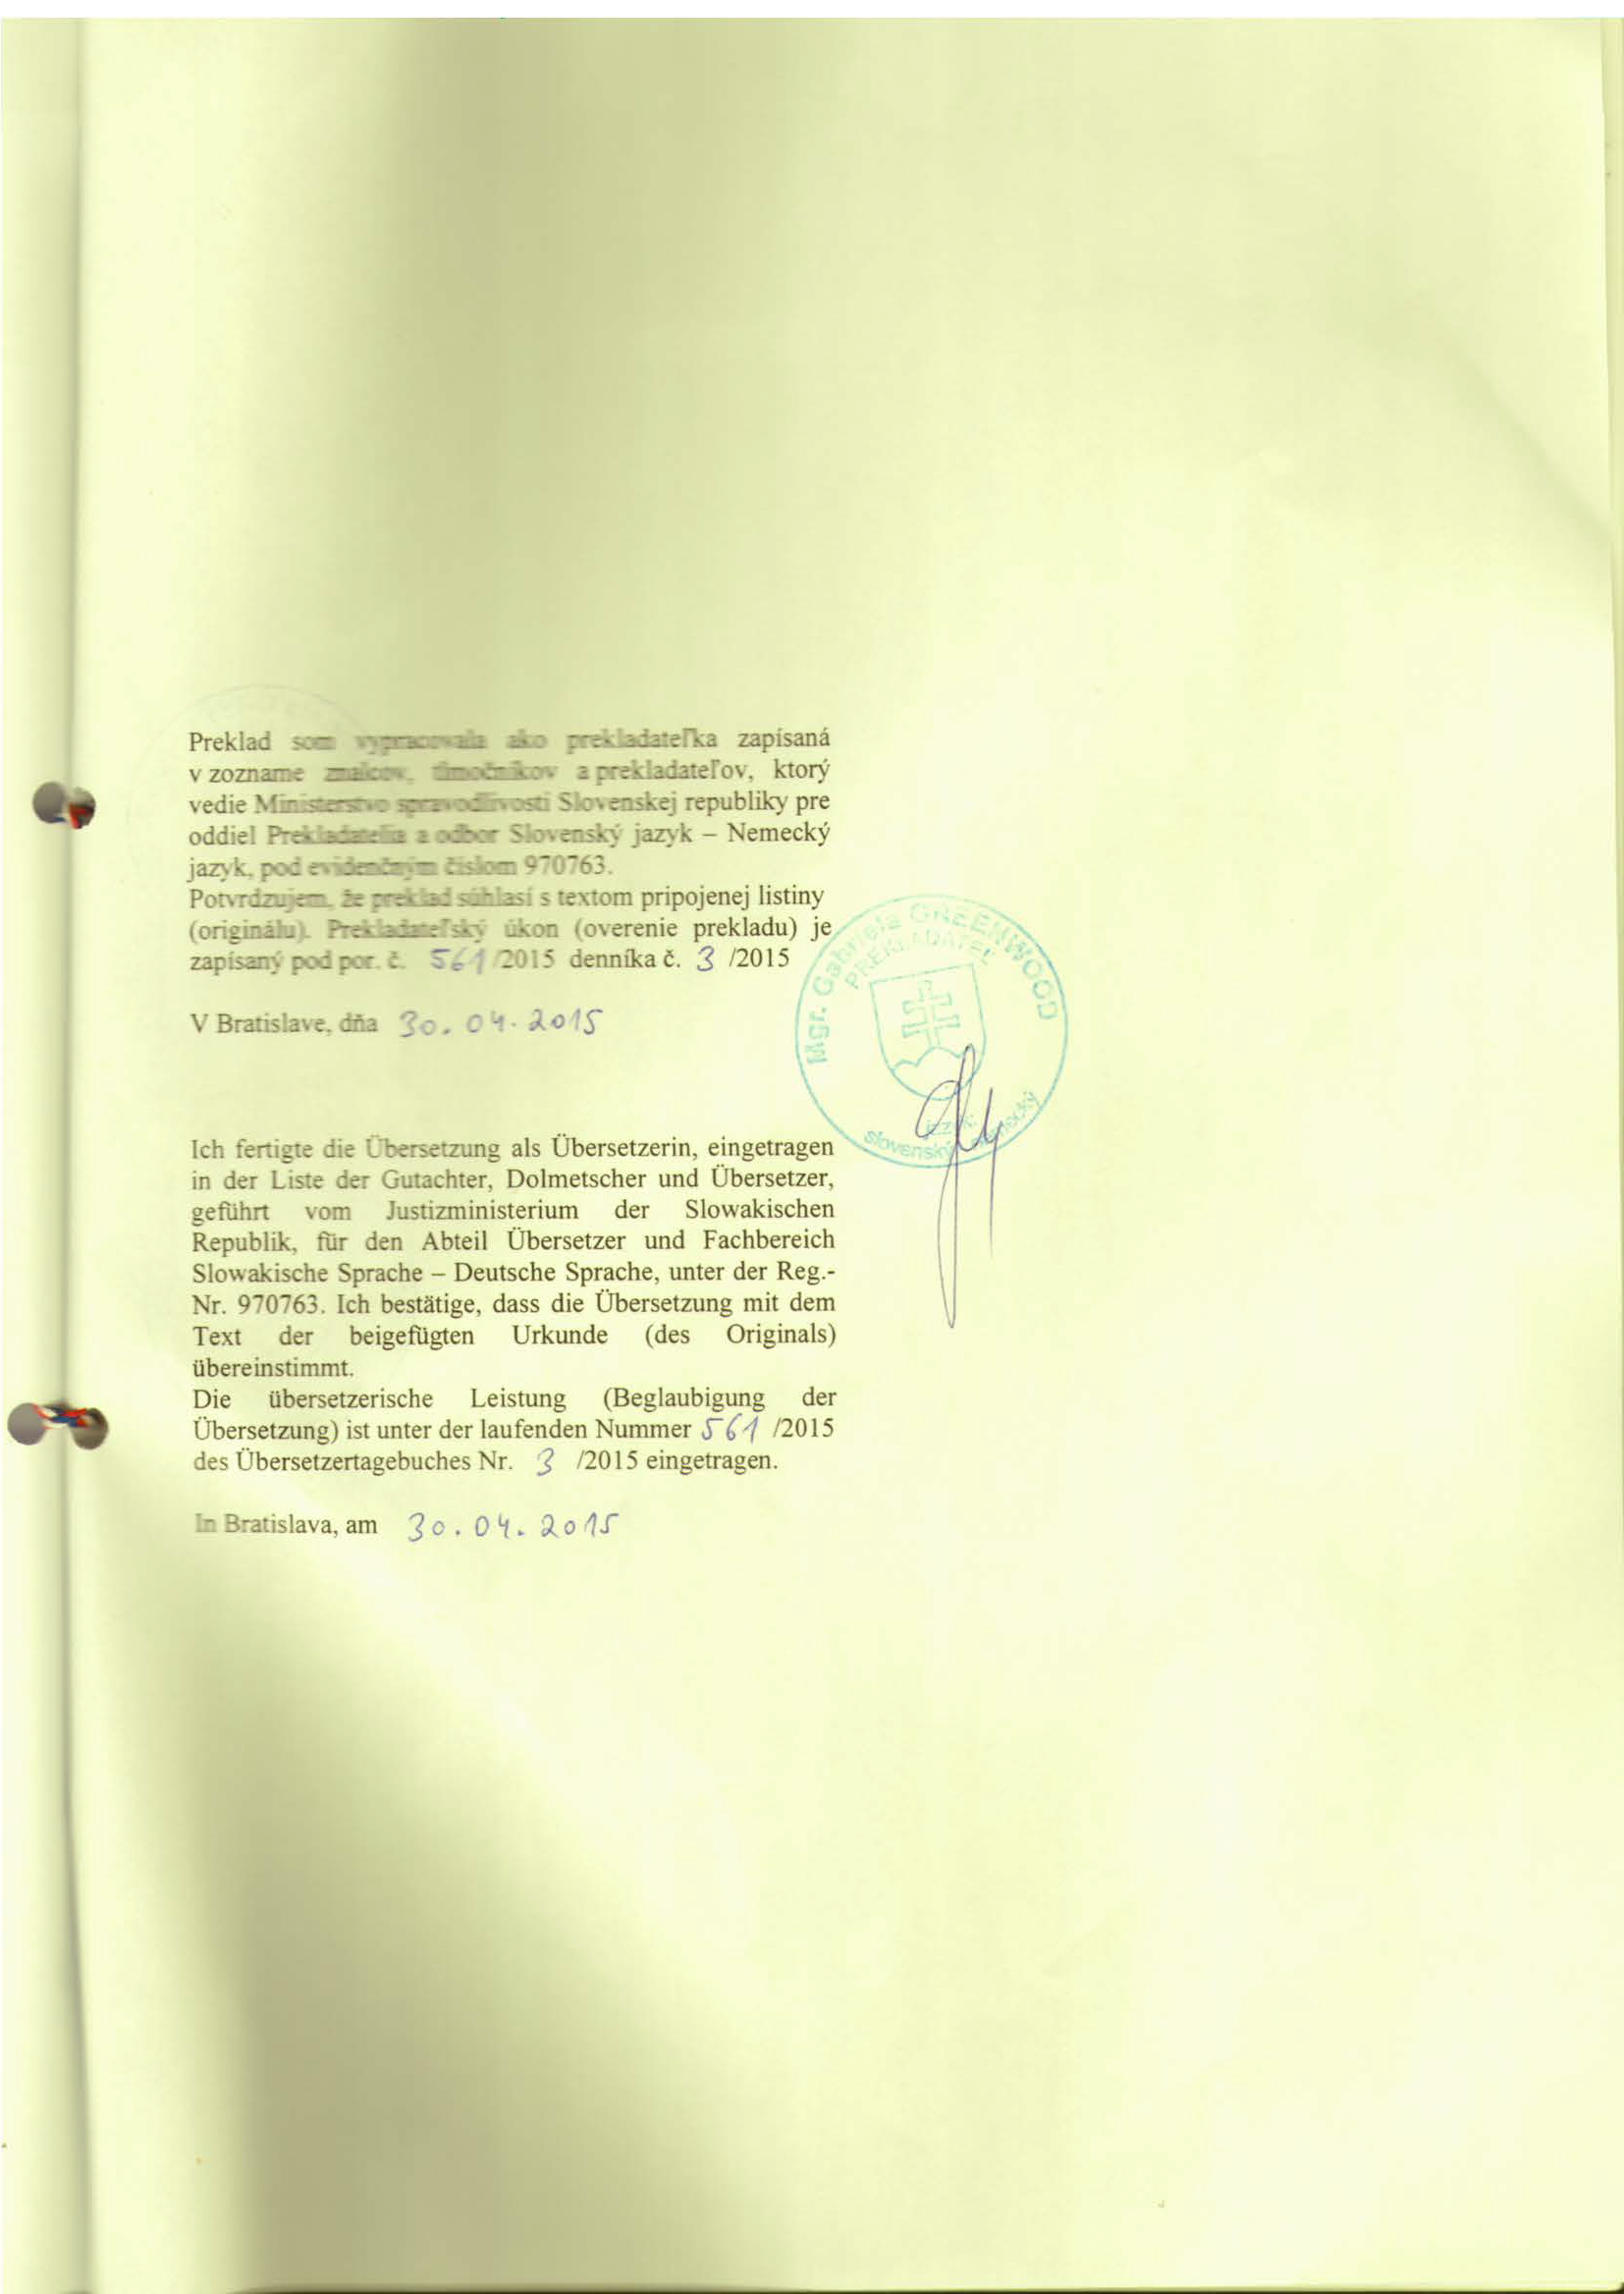 Preklad som vypracovala ako prekladateľka zapísaná
v zozname znalcov, tlmočníkov a prekladateľov, ktorý
vedie Ministerstvo spravodlivosti Slovenskej republiky pre
oddiel Prekladatelia a odbor Slovenský jazyk – Nemecký
jazyk, pod evidenčným číslom 970763.
Potvrdzujem, že preklad súhlasí s textom pripojenej listiny
(originálu). Prekladateľský úkon (overenie prekladu) je
zapísaný pod por. č. 561/2015 denníka č. 3 /2015
V Bratislave, dňa 30.04.2015
Mgr. Gabriela GREENWOOD
PREKLADATEĽ
slovenský
Ich fertigte die Übersetzung als Übersetzerin, eingetragen
in der Liste der Gutachter, Dolmetscher und Übersetzer,
geführt vom Justizministerium der Slowakischen
Republik, für den Abteil Übersetzer und Fachbereich
Slowakische Sprache – Deutsche Sprache, unter der Reg.-
Nr. 970763. Ich bestätige, dass die Übersetzung mit dem
Text der beigefügten Urkunde (des Originals)
übereinstimmt.
Die übersetzerische Leistung (Beglaubigung der
Übersetzung) ist unter der laufenden Nummer 561 /2015
des Übersetzertagebuches Nr. 3 /2015 eingetragen.
In Bratislava, am 30.04.2015